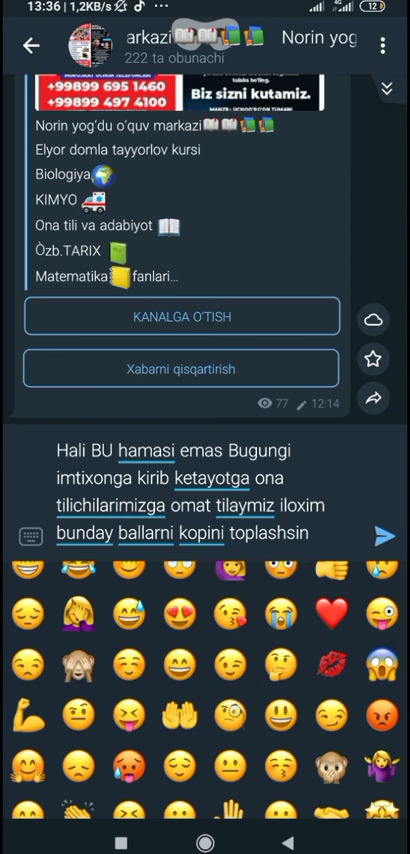 13:36 | 1,2KB/s ... 4G 12
arkazi📖📖📚📚 Norin yog
222 ta obunachi
+99899 695 1460
+99899 497 4100
Biz sizni kutamiz.
Norin yog'du o'quv markazi📖📖📚📚
Elyor domla tayyorlov kursi
Biologiya🌍
KIMYO 🚑
Ona tili va adabiyot 📖
Òzb.TARIX 📗
Matematika📒fanlari...
KANALGA O'TISH
Xabarni qisqartirish
77 12:14
Hali BU hamasi emas Bugungi
imtixonga kirib ketayotga ona
tilichilarimizga omat tilaymiz iloxim
bunday ballarni kopini toplashsin